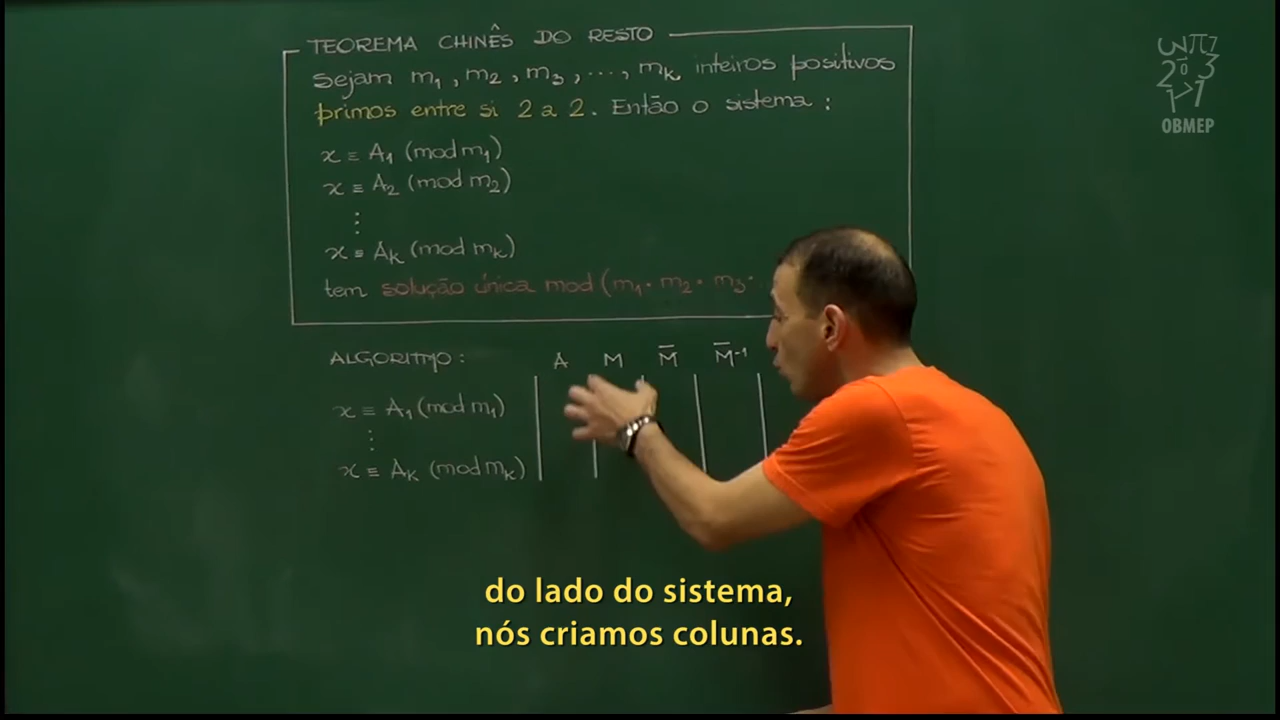 TEOREMA CHINÊS DO RESTO
Sejam m₁, m₂, m₃, ..., mₖ inteiros positivos
primos entre si 2 a 2. Então o sistema:
x ≡ A₁ (mod m₁)
x ≡ A₂ (mod m₂)
⋮
x ≡ Aₖ (mod mₖ)
tem solução única mod (m₁ · m₂ · m₃ · ..
ALGORITMO: A M M̅ M̅⁻¹
x ≡ A₁ (mod m₁)
⋮
x ≡ Aₖ (mod mₖ)
OBMEP
do lado do sistema,
nós criamos colunas.